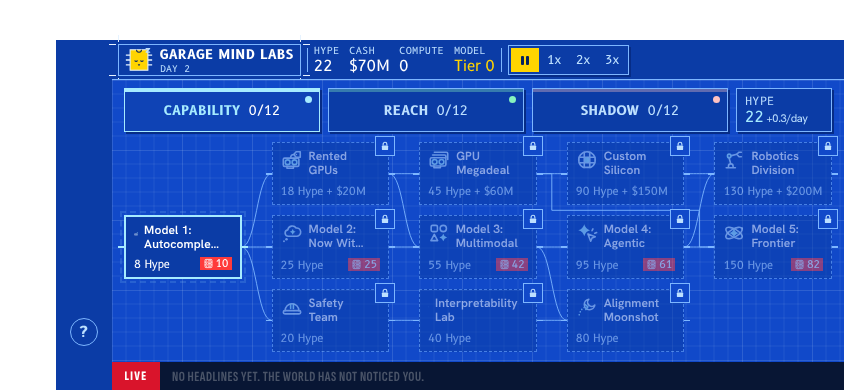 GARAGE MIND LABS
DAY 2
HYPE
22
CASH
$70M
COMPUTE
0
MODEL
Tier 0
1x 2x 3x
CAPABILITY 0/12
REACH 0/12
SHADOW 0/12
HYPE
22 +0.3/day
Rented
GPUs
18 Hype + $20M
GPU
Megadeal
45 Hype + $60M
Custom
Silicon
90 Hype + $150M
Robotics
Division
130 Hype + $200M
Model 1:
Autocomple...
8 Hype 10
Model 2:
Now Wit...
25 Hype 25
Model 3:
Multimodal
55 Hype 42
Model 4:
Agentic
95 Hype 61
Model 5:
Frontier
150 Hype 82
Safety
Team
20 Hype
Interpretability
Lab
40 Hype
Alignment
Moonshot
80 Hype
?
LIVE
NO HEADLINES YET. THE WORLD HAS NOT NOTICED YOU.